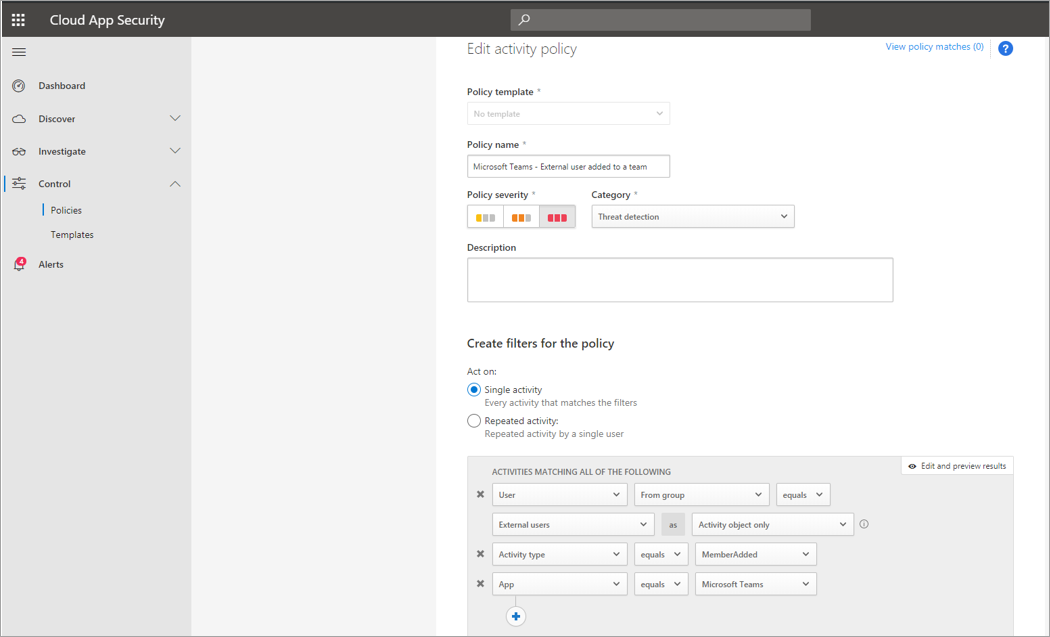 Cloud App Security
Edit activity policy
View policy matches (0)
?
Dashboard
Discover
Investigate
Control
Policies
Templates
4
Alerts
Policy template *
No template
Policy name *
Microsoft Teams - External user added to a team
Policy severity * Category *
Threat detection
Description
Create filters for the policy
Act on:
Single activity
Every activity that matches the filters
Repeated activity:
Repeated activity by a single user
ACTIVITIES MATCHING ALL OF THE FOLLOWING
Edit and preview results
User From group equals
External users as Activity object only
Activity type equals MemberAdded
App equals Microsoft Teams